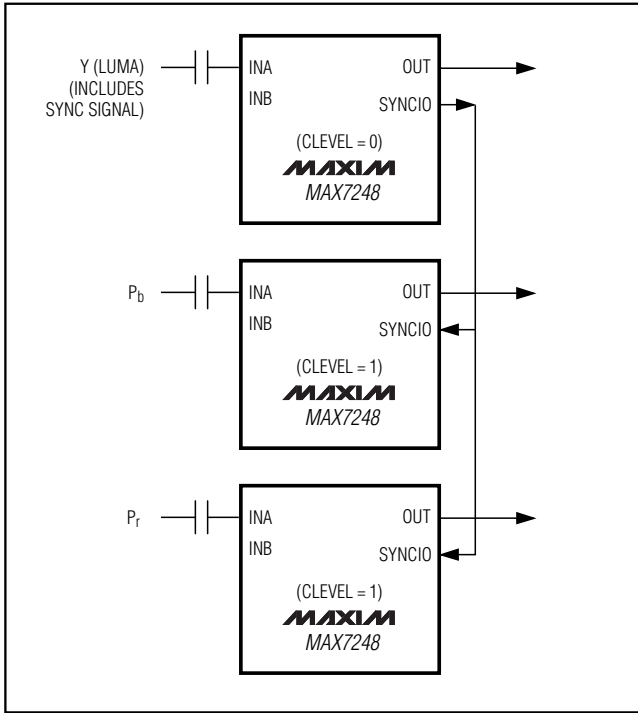 Y (LUMA)
(INCLUDES
SYNC SIGNAL)
INA
OUT
INB
SYNCIO
(CLEVEL = 0)
MAXIM
MAX7248
Pb
INA
OUT
INB
SYNCIO
(CLEVEL = 1)
MAXIM
MAX7248
Pr
INA
OUT
INB
SYNCIO
(CLEVEL = 1)
MAXIM
MAX7248